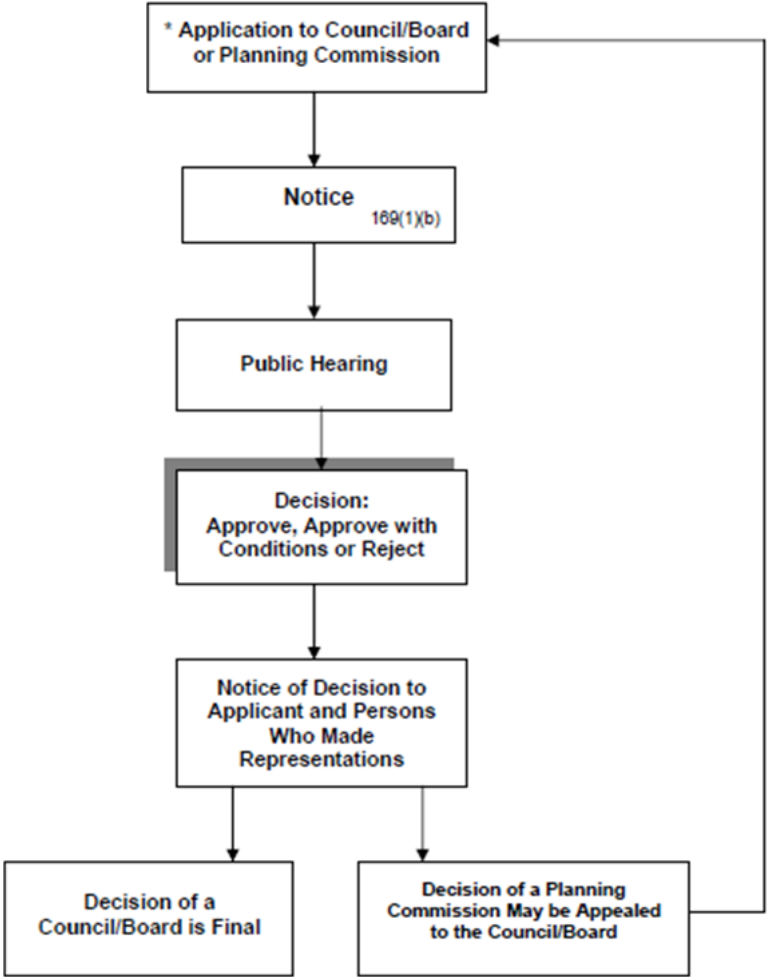 * Application to Council/Board
or Planning Commission
Notice
169(1)(b)
Public Hearing
Decision:
Approve, Approve with
Conditions or Reject
Notice of Decision to
Applicant and Persons
Who Made
Representations
Decision of a
Council/Board is Final
Decision of a Planning
Commission May be Appealed
to the Council/Board